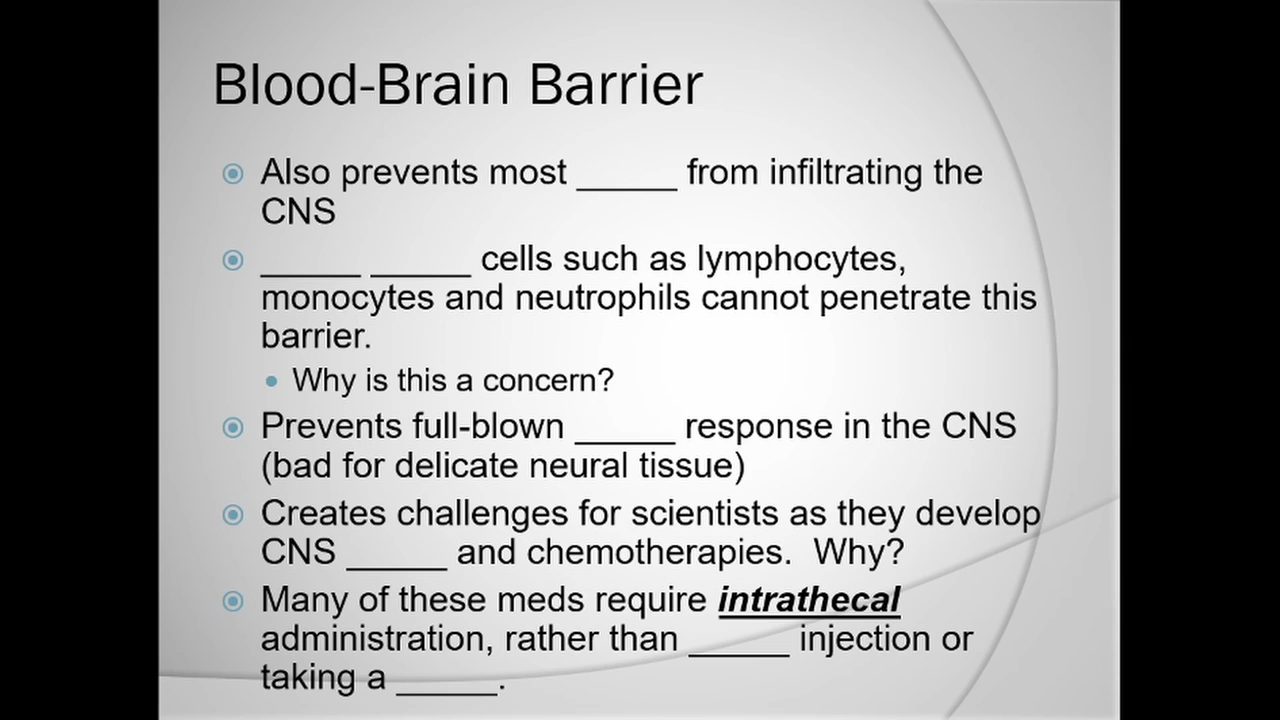 Blood-Brain Barrier
Also prevents most _____ from infiltrating the
CNS
_____ _____ cells such as lymphocytes,
monocytes and neutrophils cannot penetrate this
barrier.
Why is this a concern?
Prevents full-blown _____ response in the CNS
(bad for delicate neural tissue)
Creates challenges for scientists as they develop
CNS _____ and chemotherapies. Why?
Many of these meds require intrathecal
administration, rather than _____ injection or
taking a _____.